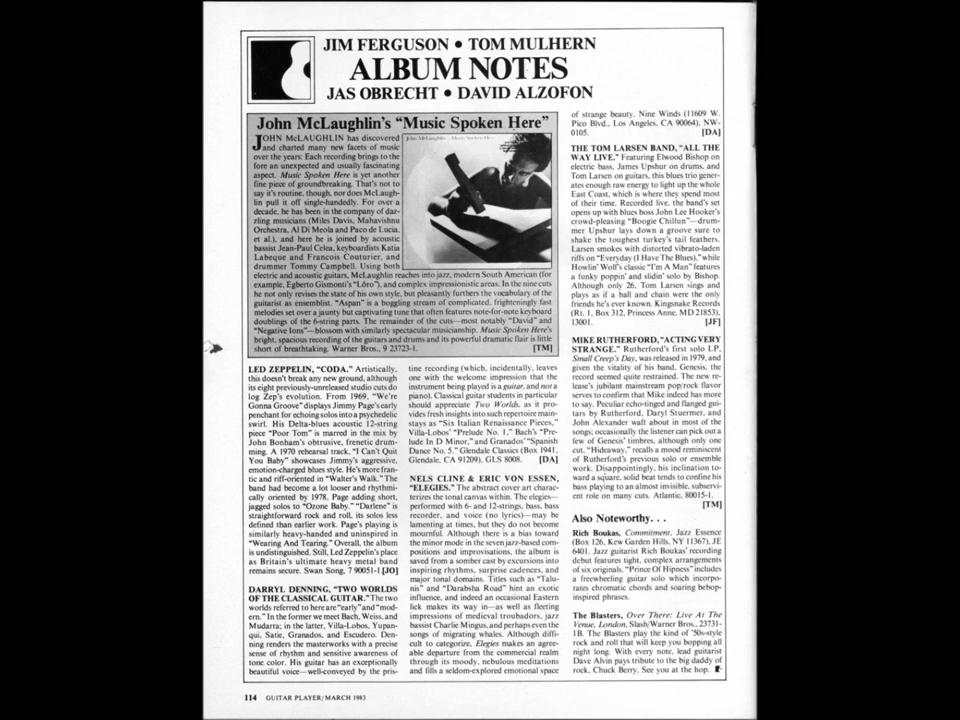 JIM FERGUSON • TOM MULHERN
ALBUM NOTES
JAS OBRECHT • DAVID ALZOFON
John McLaughlin's "Music Spoken Here"
JOHN McLAUGHLIN has discovered
and charted many new facets of music
over the years: Each recording brings to the
fore an unexpected and usually fascinating
aspect. Music Spoken Here is yet another
fine piece of groundbreaking. That's not to
say it's routine, though, nor does McLaugh-
lin pull it off single-handedly. For over a
decade, he has been in the company of daz-
zling musicians (Miles Davis, Mahavishnu
Orchestra, Al Di Meola and Paco de Lucia,
et al.), and here he is joined by acoustic
bassist Jean-Paul Celea, keyboardists Katia
Labeque and Francois Couturier, and
drummer Tommy Campbell. Using both
electric and acoustic guitars, McLaughlin reaches into jazz, modern South American (for
example, Egberto Gismonti's "Lôro"), and complex impressionistic areas. In the nine cuts
he not only revises the state of his own style, but pleasantly furthers the vocabulary of the
guitarist as ensemblist. "Aspan" is a boggling stream of complicated, frighteningly fast
melodies set over a jaunty but captivating tune that often features note-for-note keyboard
doublings of the 6-string parts. The remainder of the cuts—most notably "David" and
"Negative Ions"—blossom with similarly spectacular musicianship. Music Spoken Here's
bright, spacious recording of the guitars and drums and its powerful dramatic flair is little
short of breathtaking. Warner Bros., 9 23723-1. [TM]
LED ZEPPELIN, "CODA." Artistically,
this doesn't break any new ground, although
its eight previously-unreleased studio cuts do
log Zep's evolution. From 1969, "We're
Gonna Groove" displays Jimmy Page's early
penchant for echoing solos into a psychedelic
swirl. His Delta-blues acoustic 12-string
piece "Poor Tom" is marred in the mix by
John Bonham's obtrusive, frenetic drum-
ming. A 1970 rehearsal track, "I Can't Quit
You Baby" showcases Jimmy's aggressive,
emotion-charged blues style. He's more fran-
tic and riff-oriented in "Walter's Walk." The
band had become a lot looser and rhythmi-
cally oriented by 1978, Page adding short,
jagged solos to "Ozone Baby." "Darlene" is
straightforward rock and roll, its solos less
defined than earlier work. Page's playing is
similarly heavy-handed and uninspired in
"Wearing And Tearing." Overall, the album
is undistinguished. Still, Led Zeppelin's place
as Britain's ultimate heavy metal band
remains secure. Swan Song, 7 90051-1.[JO]
DARRYL DENNING, "TWO WORLDS
OF THE CLASSICAL GUITAR." The two
worlds referred to here are "early" and "mod-
ern." In the former we meet Bach, Weiss, and
Mudarra; in the latter, Villa-Lobos, Yupan-
qui, Satie, Granados, and Escudero. Den-
ning renders the masterworks with a precise
sense of rhythm and sensitive awareness of
tone color. His guitar has an exceptionally
beautiful voice—well-conveyed by the pris-
tine recording (which, incidentally, leaves
one with the welcome impression that the
instrument being played is a guitar, and not a
piano). Classical guitar students in particular
should appreciate Two Worlds, as it pro-
vides fresh insights into such repertoire main-
stays as "Six Italian Renaissance Pieces,"
Villa-Lobos' "Prelude No. 1," Bach's "Pre-
lude In D Minor," and Granados' "Spanish
Dance No. 5." Glendale Classics (Box 1941,
Glendale, CA 91209), GLS 8008. [DA]
NELS CLINE & ERIC VON ESSEN,
"ELEGIES." The abstract cover art charac-
terizes the tonal canvas within. The elegies—
performed with 6- and 12-strings, bass, bass
recorder, and voice (no lyrics)—may be
lamenting at times, but they do not become
mournful. Although there is a bias toward
the minor mode in the seven jazz-based com-
positions and improvisations, the album is
saved from a somber cast by excursions into
inspiring rhythms, surprise cadences, and
major tonal domains. Titles such as "Talu-
nis" and "Darabsha Road" hint an exotic
influence, and indeed an occasional Eastern
lick makes its way in—as well as fleeting
impressions of medieval troubadors, jazz
bassist Charlie Mingus, and perhaps even the
songs of migrating whales. Although diffi-
cult to categorize, Elegies makes an agree-
able departure from the commercial realm
through its moody, nebulous meditations
and fills a seldom-explored emotional space
of strange beauty. Nine Winds (11609 W.
Pico Blvd., Los Angeles, CA 90064), NW-
0105. [DA]
THE TOM LARSEN BAND, "ALL THE
WAY LIVE." Featuring Elwood Bishop on
electric bass, James Upshur on drums, and
Tom Larsen on guitars, this blues trio gener-
ates enough raw energy to light up the whole
East Coast, which is where they spend most
of their time. Recorded live, the band's set
opens up with blues boss John Lee Hooker's
crowd-pleasing "Boogie Chillun"—drum-
mer Upshur lays down a groove sure to
shake the toughest turkey's tail feathers.
Larsen smokes with distorted vibrato-laden
riffs on "Everyday (I Have The Blues)," while
Howlin' Wolf's classic "I'm A Man" features
a funky poppin' and slidin' solo by Bishop.
Although only 26, Tom Larsen sings and
plays as if a ball and chain were the only
friends he's ever known. Kingsnake Records
(Rt. 1, Box 312, Princess Anne, MD 21853),
13001. [JF]
MIKE RUTHERFORD, "ACTING VERY
STRANGE." Rutherford's first solo LP,
Small Creep's Day, was released in 1979, and
given the vitality of his band, Genesis, the
record seemed quite restrained. The new re-
lease's jubilant mainstream pop/rock flavor
serves to confirm that Mike indeed has more
to say. Peculiar echo-tinged and flanged gui-
tars by Rutherford, Daryl Stuermer, and
John Alexander waft about in most of the
songs; occasionally the listener can pick out a
few of Genesis' timbres, although only one
cut, "Hideaway," recalls a mood reminiscent
of Rutherford's previous solo or ensemble
work. Disappointingly, his inclination to-
ward a square, solid beat tends to confine his
bass playing to an almost invisible, subservi-
ent role on many cuts. Atlantic, 80015-1.
[TM]
Also Noteworthy. . .
Rich Boukas, Commitment, Jazz Essence
(Box 126, Kew Garden Hills, NY 11367), JE
6401. Jazz guitarist Rich Boukas' recording
debut features tight, complex arrangements
of six originals. "Prince Of Hipness" includes
a freewheeling guitar solo which incorpo-
rates chromatic chords and soaring bebop-
inspired phrases.
The Blasters, Over There: Live At The
Venue, London, Slash/Warner Bros., 23731-
1B. The Blasters play the kind of '50s-style
rock and roll that will keep you bopping all
night long. With every note, lead guitarist
Dave Alvin pays tribute to the big daddy of
rock, Chuck Berry. See you at the hop.
114 GUITAR PLAYER/MARCH 1983